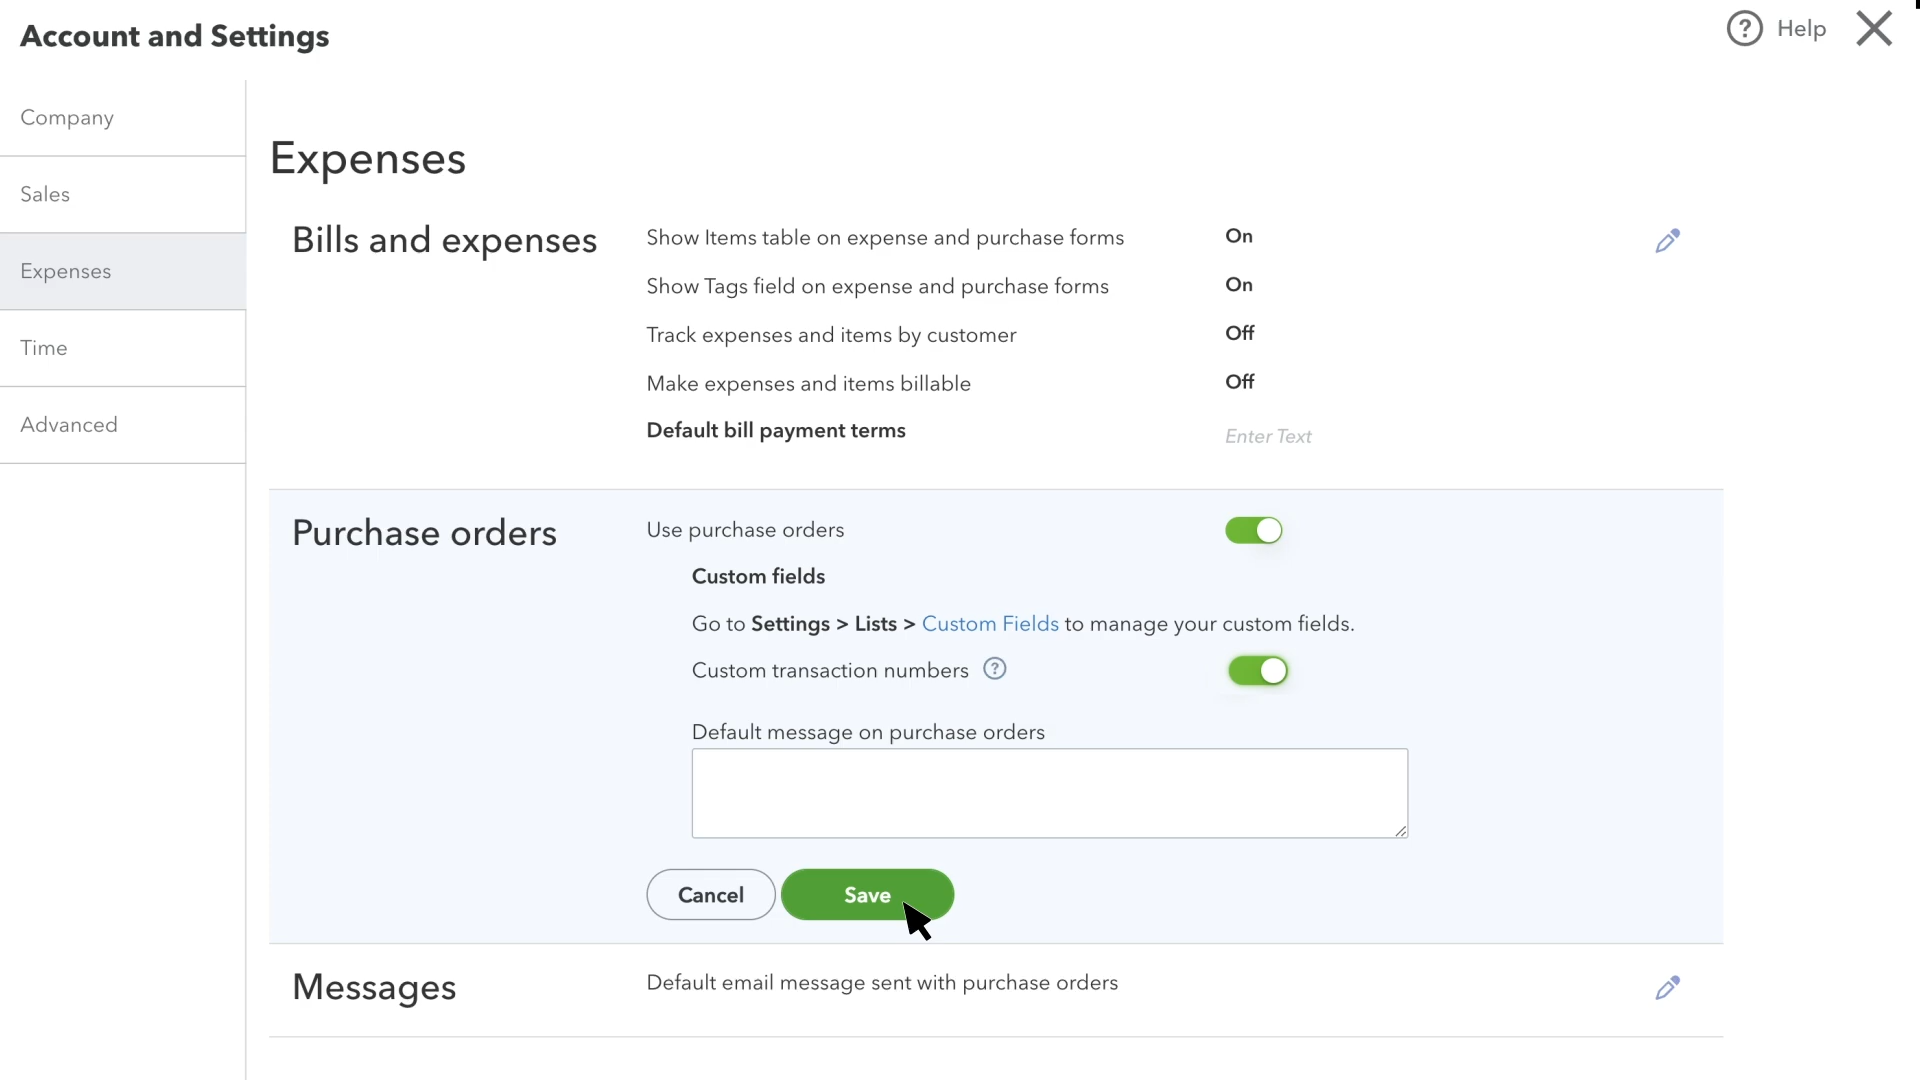 Account and Settings
? Help
Company
Sales
Expenses
Time
Advanced
Expenses
Bills and expenses
Show Items table on expense and purchase forms On
Show Tags field on expense and purchase forms On
Track expenses and items by customer Off
Make expenses and items billable Off
Default bill payment terms Enter Text
Purchase orders
Use purchase orders
Custom fields
Go to Settings > Lists > Custom Fields to manage your custom fields.
Custom transaction numbers ?
Default message on purchase orders
Cancel Save
Messages
Default email message sent with purchase orders